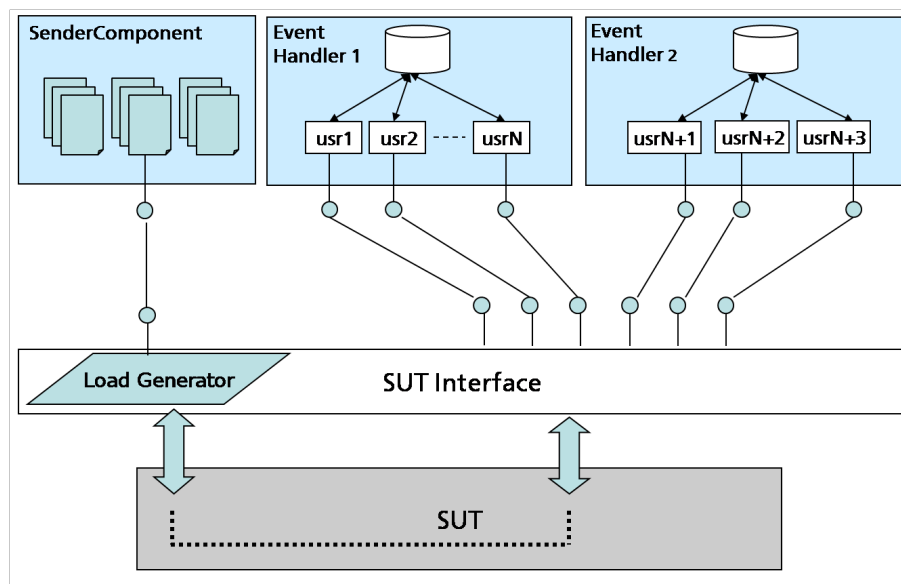 SenderComponent
Event
Handler 1
usr1
usr2
usrN
Event
Handler 2
usrN+1
usrN+2
usrN+3
Load Generator
SUT Interface
SUT